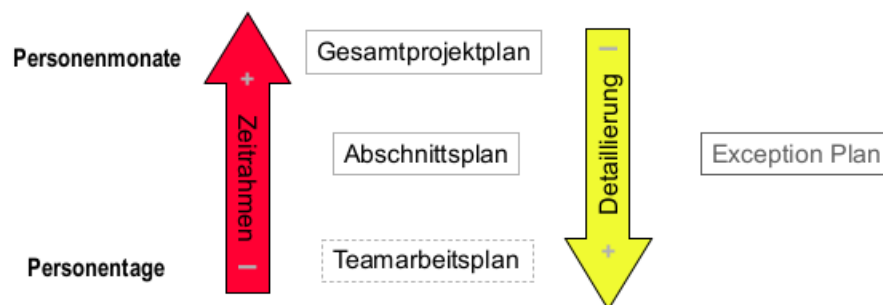 Personenmonate
+
Zeitrahmen
−
Gesamtprojektplan
Abschnittsplan
Teamarbeitsplan
−
Detaillierung
+
Exception Plan
Personentage